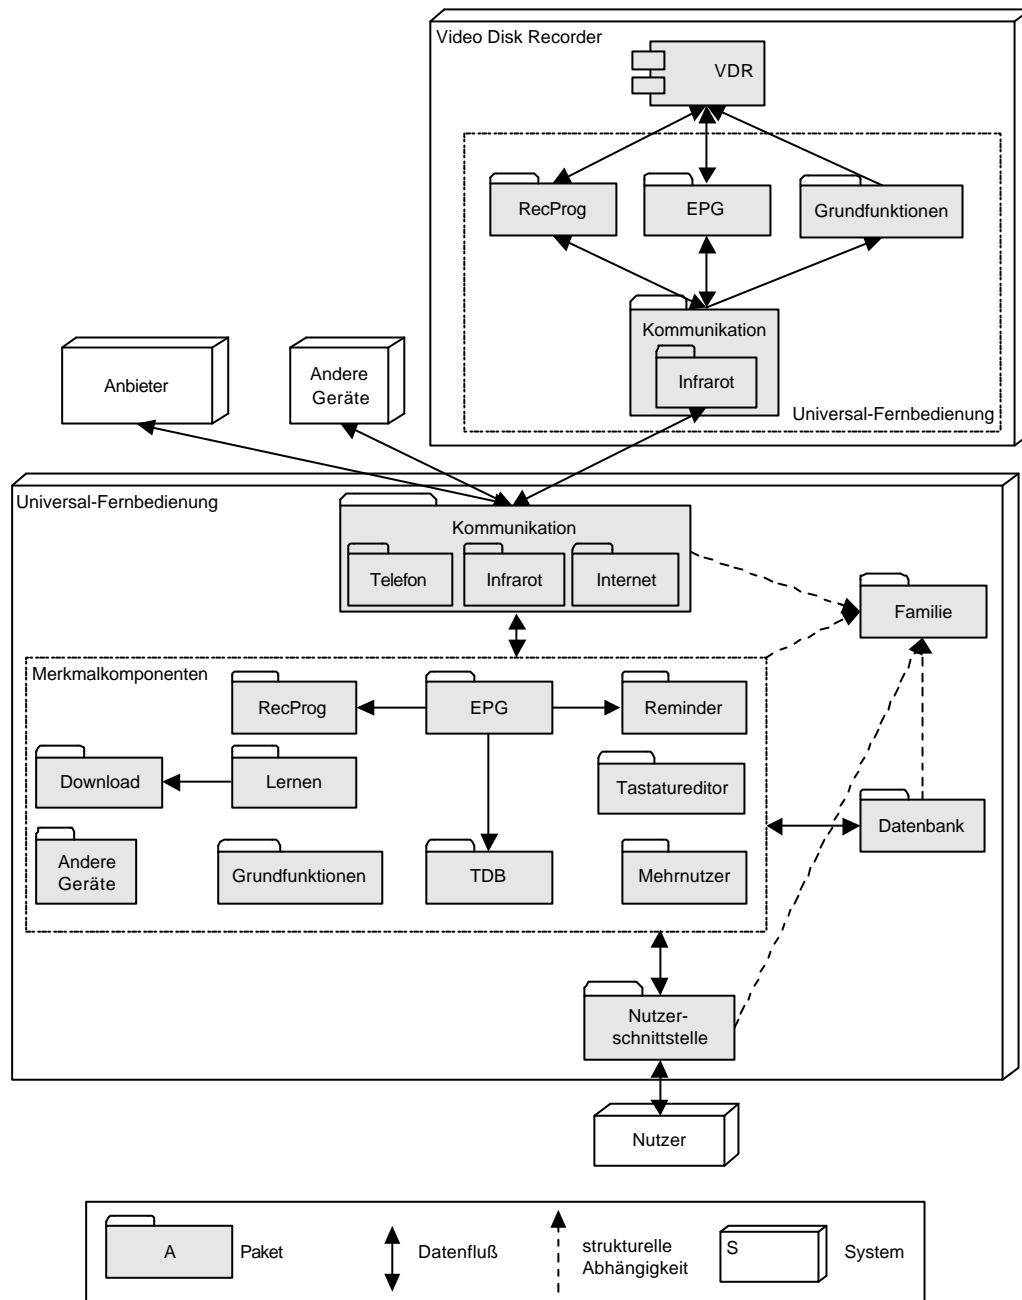 Video Disk Recorder
VDR
RecProg
EPG
Grundfunktionen
Kommunikation
Infrarot
Universal-Fernbedienung
Anbieter
Andere
Geräte
Universal-Fernbedienung
Kommunikation
Telefon
Infrarot
Internet
Familie
Merkmalkomponenten
RecProg
EPG
Reminder
Download
Lernen
Tastatureditor
Datenbank
Andere
Geräte
Grundfunktionen
TDB
Mehrnutzer
Nutzer-
schnittstelle
Nutzer
A
Paket
Datenfluß
strukturelle
Abhängigkeit
S
System